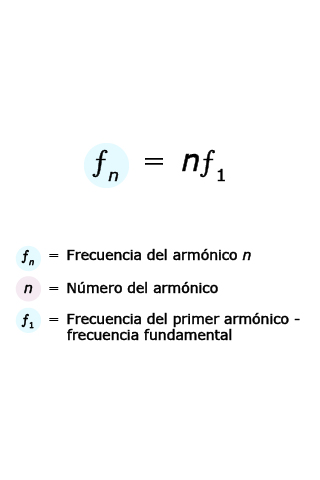 fₙ = nf₁
fₙ = Frecuencia del armónico n
n = Número del armónico
f₁ = Frecuencia del primer armónico -
frecuencia fundamental